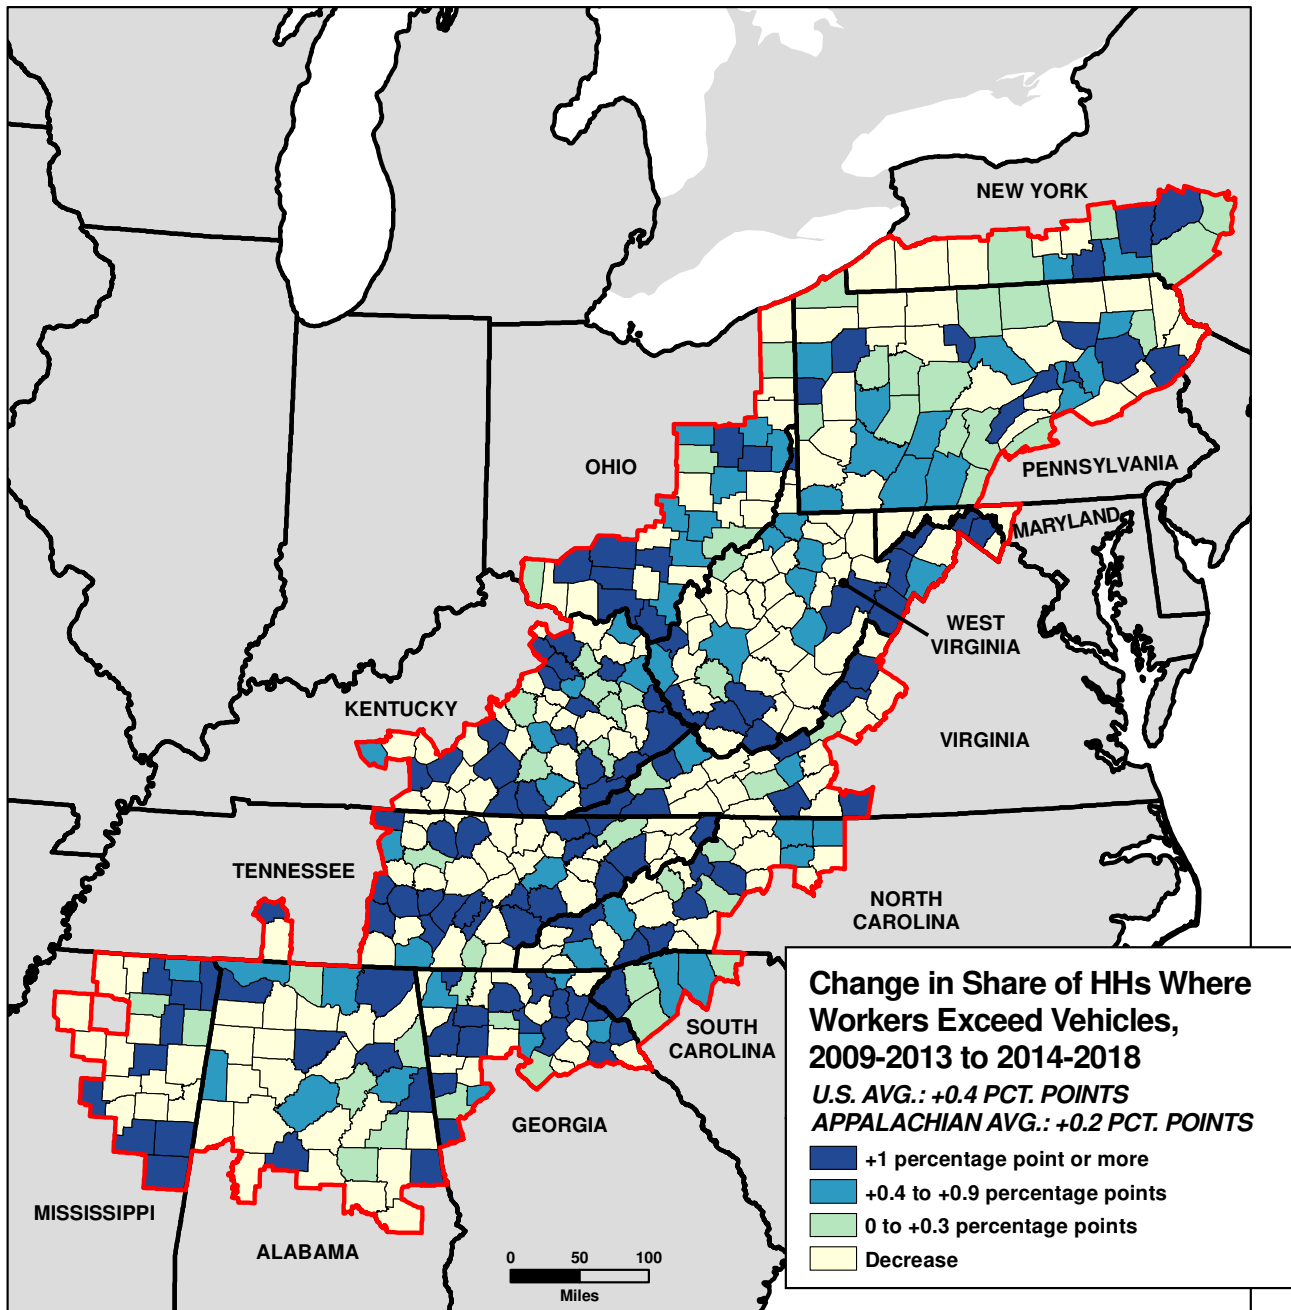 NEW YORK
OHIO
PENNSYLVANIA
MARYLAND
WEST
VIRGINIA
KENTUCKY
VIRGINIA
TENNESSEE
NORTH
CAROLINA
SOUTH
CAROLINA
GEORGIA
MISSISSIPPI
ALABAMA
Change in Share of HHs Where
Workers Exceed Vehicles,
2009-2013 to 2014-2018
U.S. AVG.: +0.4 PCT. POINTS
APPALACHIAN AVG.: +0.2 PCT. POINTS
+1 percentage point or more
+0.4 to +0.9 percentage points
0 to +0.3 percentage points
Decrease
0 50 100
Miles